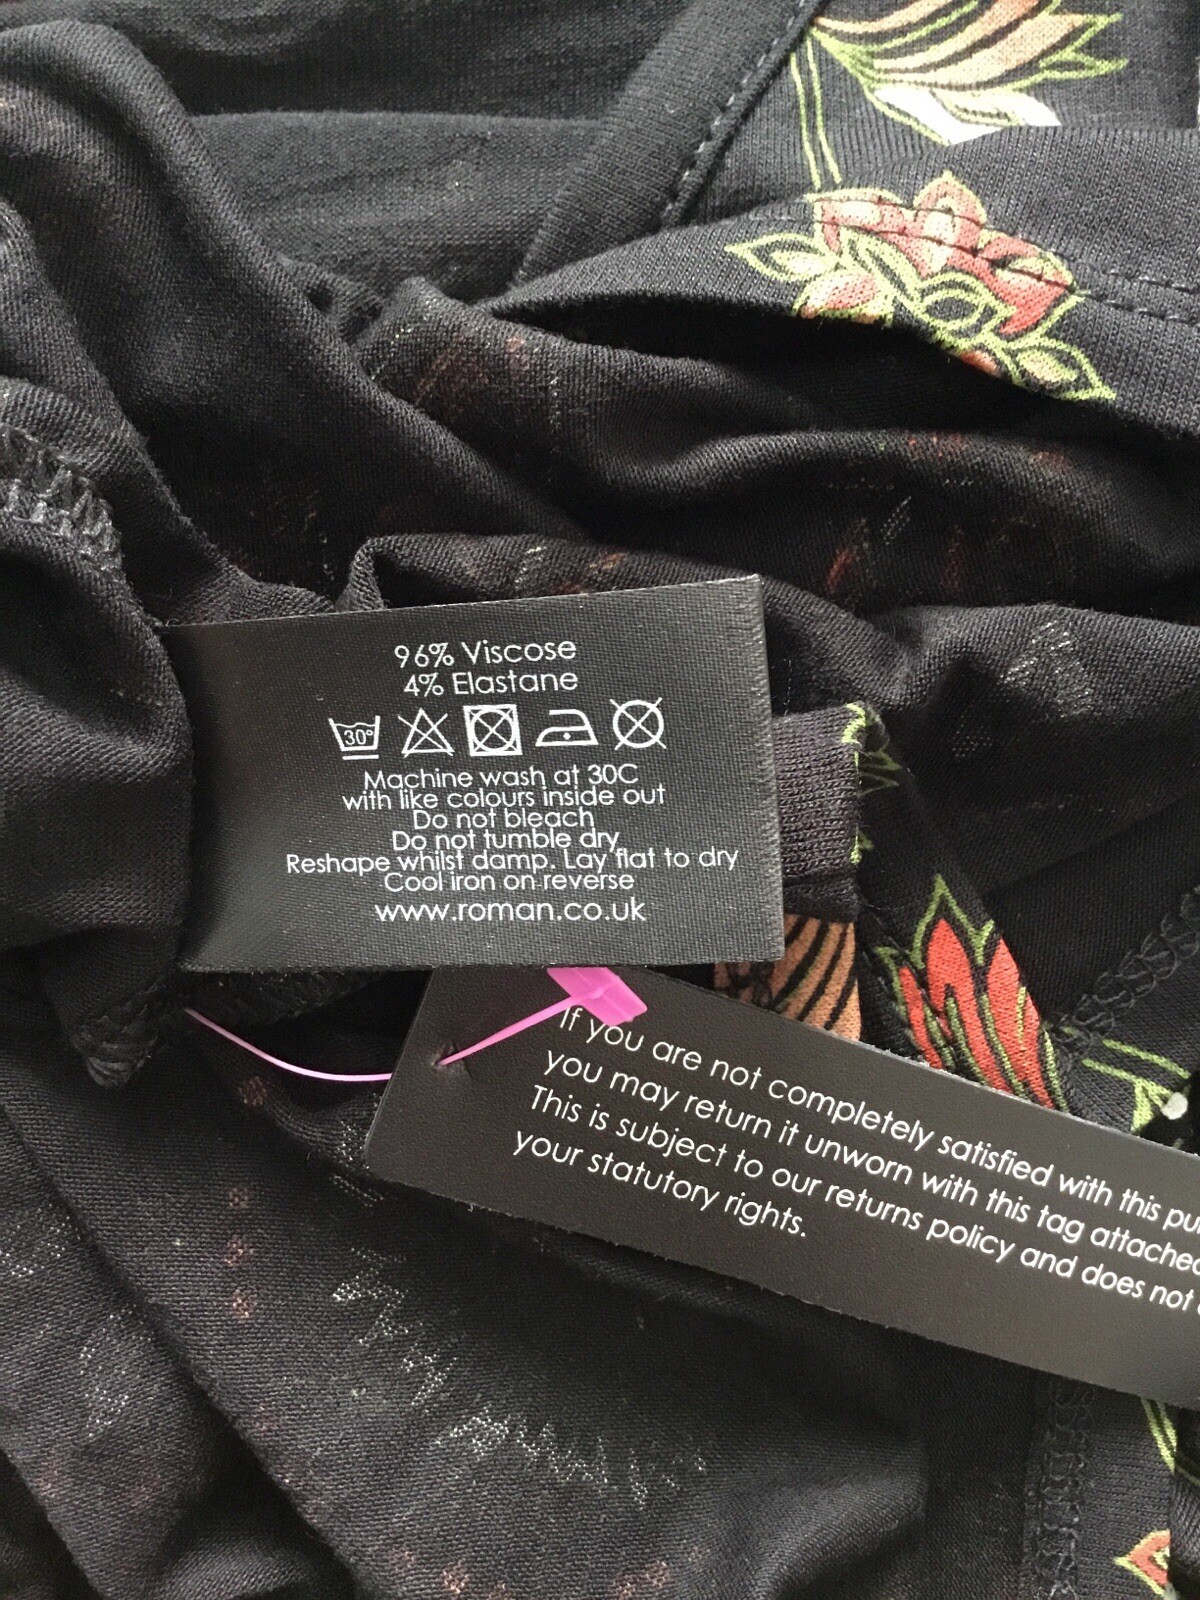 96% Viscose
4% Elastane
30°
Machine wash at 30C
with like colours inside out
Do not bleach
Do not tumble dry
Reshape whilst damp. Lay flat to dry
Cool iron on reverse
www.roman.co.uk
If you are not completely satisfied with this
you may return it unworn with this tag attached
This is subject to our returns policy and does not
your statutory rights.